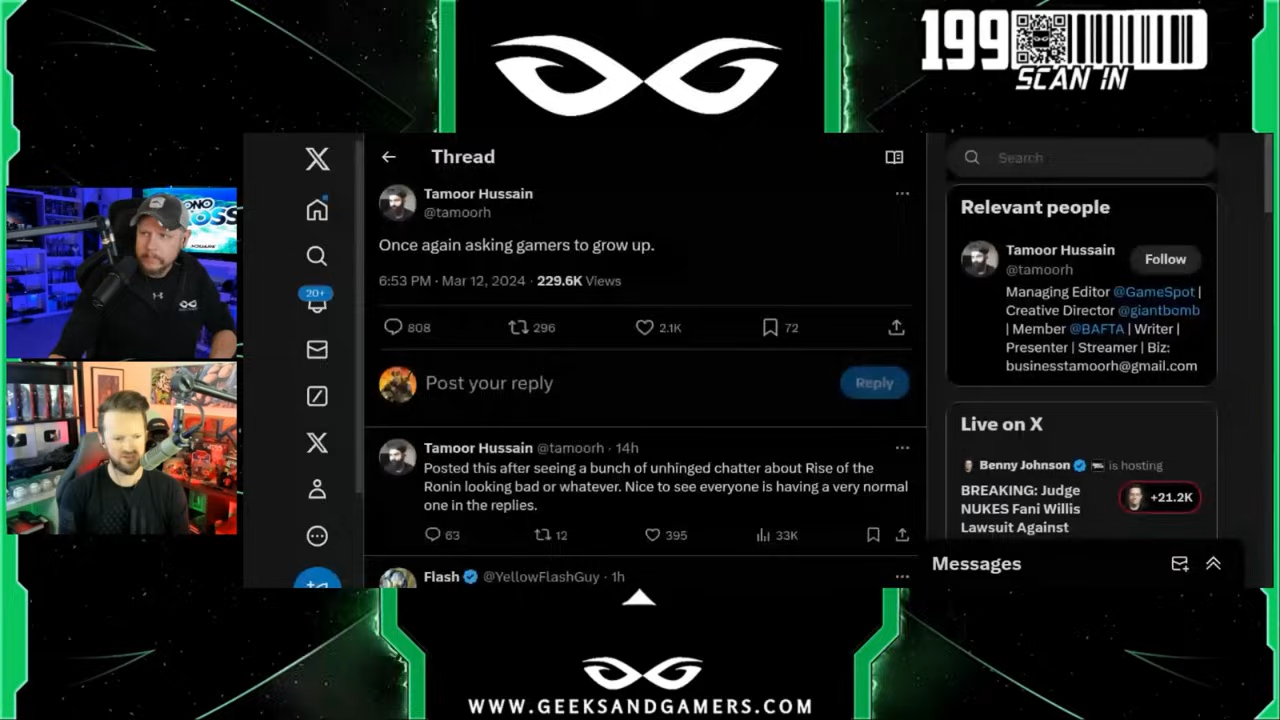 199
SCAN IN
Thread
Tamoor Hussain
@tamoorh
Once again asking gamers to grow up.
6:53 PM · Mar 12, 2024 · 229.6K Views
808 296 2.1K 72
Post your reply
Reply
Tamoor Hussain @tamoorh · 14h
Posted this after seeing a bunch of unhinged chatter about Rise of the
Ronin looking bad or whatever. Nice to see everyone is having a very normal
one in the replies.
63 12 395 33K
Flash @YellowFlashGuy · 1h
20+
Search
Relevant people
Tamoor Hussain
@tamoorh
Follow
Managing Editor @GameSpot |
Creative Director @giantbomb
| Member @BAFTA | Writer |
Presenter | Streamer | Biz:
businesstamoorh@gmail.com
Live on X
Benny Johnson is hosting
BREAKING: Judge
NUKES Fani Willis
Lawsuit Against
+21.2K
Messages
WWW.GEEKSANDGAMERS.COM